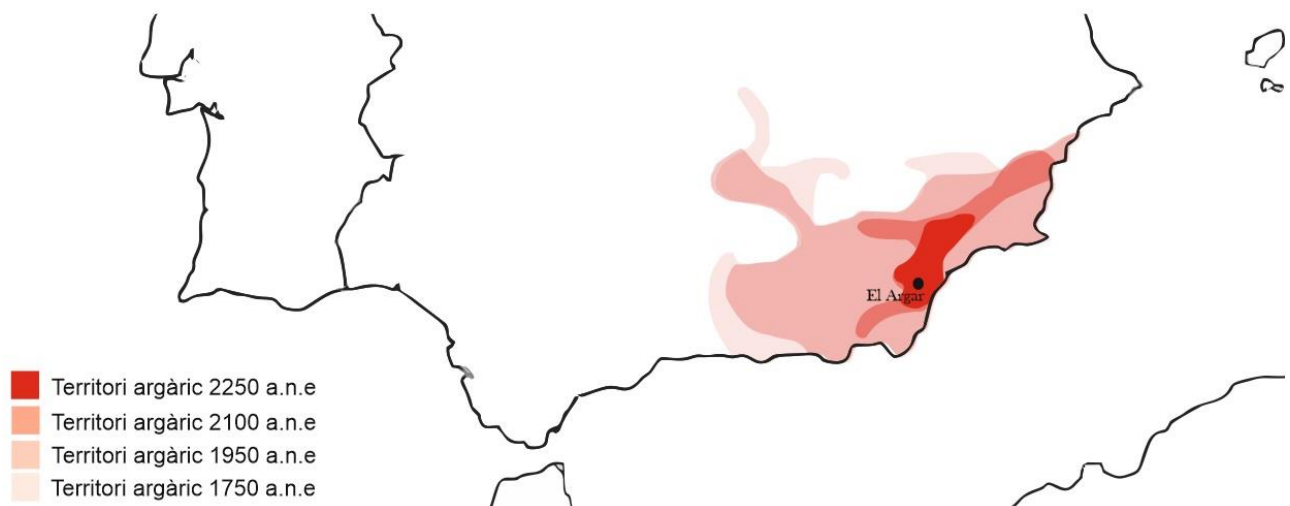 El Argar
Territori argàric 2250 a.n.e
Territori argàric 2100 a.n.e
Territori argàric 1950 a.n.e
Territori argàric 1750 a.n.e